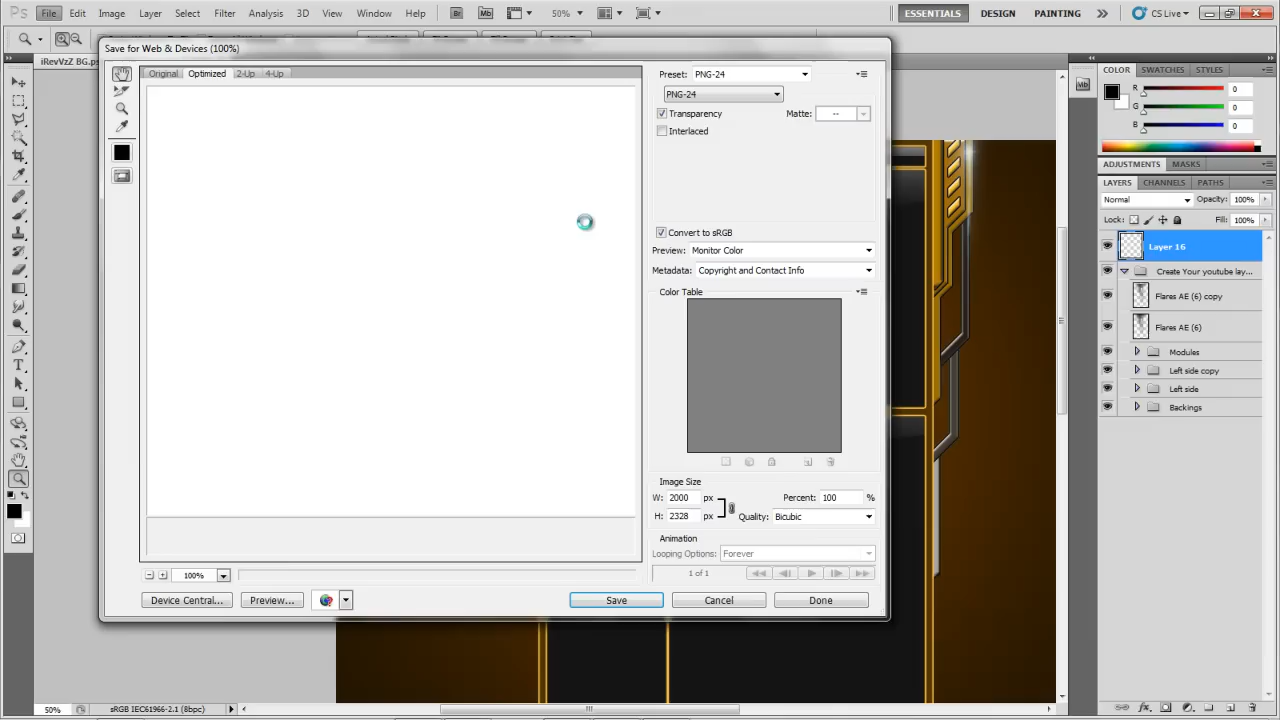 Ps File Edit Image Layer Select Filter Analysis 3D View Window Help Br Mb 50% ESSENTIALS DESIGN PAINTING CS Live
iRevVzZ BG.ps
Save for Web & Devices (100%)
Original Optimized 2-Up 4-Up
Preset: PNG-24
PNG-24
Transparency Matte: --
Interlaced
Convert to sRGB
Preview: Monitor Color
Metadata: Copyright and Contact Info
Color Table
Image Size
W: 2000 px Percent: 100 %
H: 2328 px Quality: Bicubic
Animation
Looping Options: Forever
1 of 1
100%
Device Central... Preview... Save Cancel Done
Mb
COLOR SWATCHES STYLES
R 0
G 0
B 0
ADJUSTMENTS MASKS
LAYERS CHANNELS PATHS
Normal Opacity: 100%
Lock: Fill: 100%
Layer 16
Create Your youtube lay...
Flares AE (6) copy
Flares AE (6)
Modules
Left side copy
Left side
Backings
50% sRGB IEC61966-2.1 (8bpc)